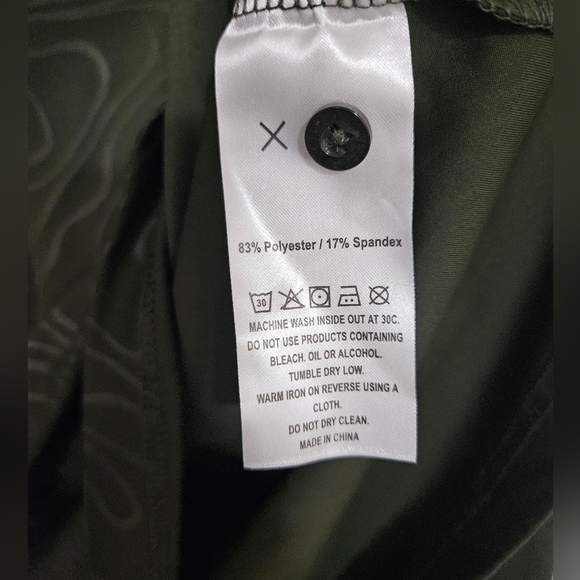 X
83% Polyester / 17% Spandex
30
MACHINE WASH INSIDE OUT AT 30C.
DO NOT USE PRODUCTS CONTAINING
BLEACH. OIL OR ALCOHOL.
TUMBLE DRY LOW.
WARM IRON ON REVERSE USING A
CLOTH.
DO NOT DRY CLEAN.
MADE IN CHINA